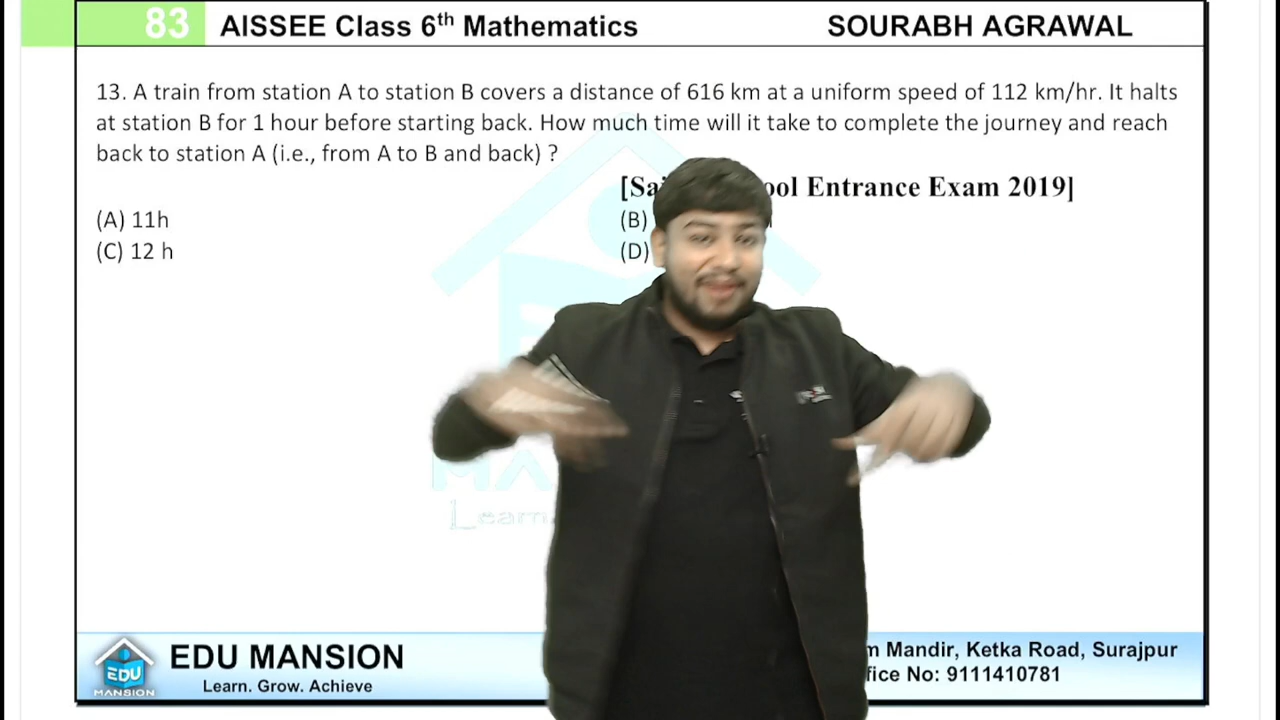 83 AISSEE Class 6th Mathematics SOURABH AGRAWAL
13. A train from station A to station B covers a distance of 616 km at a uniform speed of 112 km/hr. It halts
at station B for 1 hour before starting back. How much time will it take to complete the journey and reach
back to station A (i.e., from A to B and back) ?
Entrance Exam 2019]
(A) 11h (B)
(C) 12 h (D)
Learn.
EDU MANSION
Learn. Grow. Achieve
EDU
MANSION
Mandir, Ketka Road, Surajpur
No: 9111410781